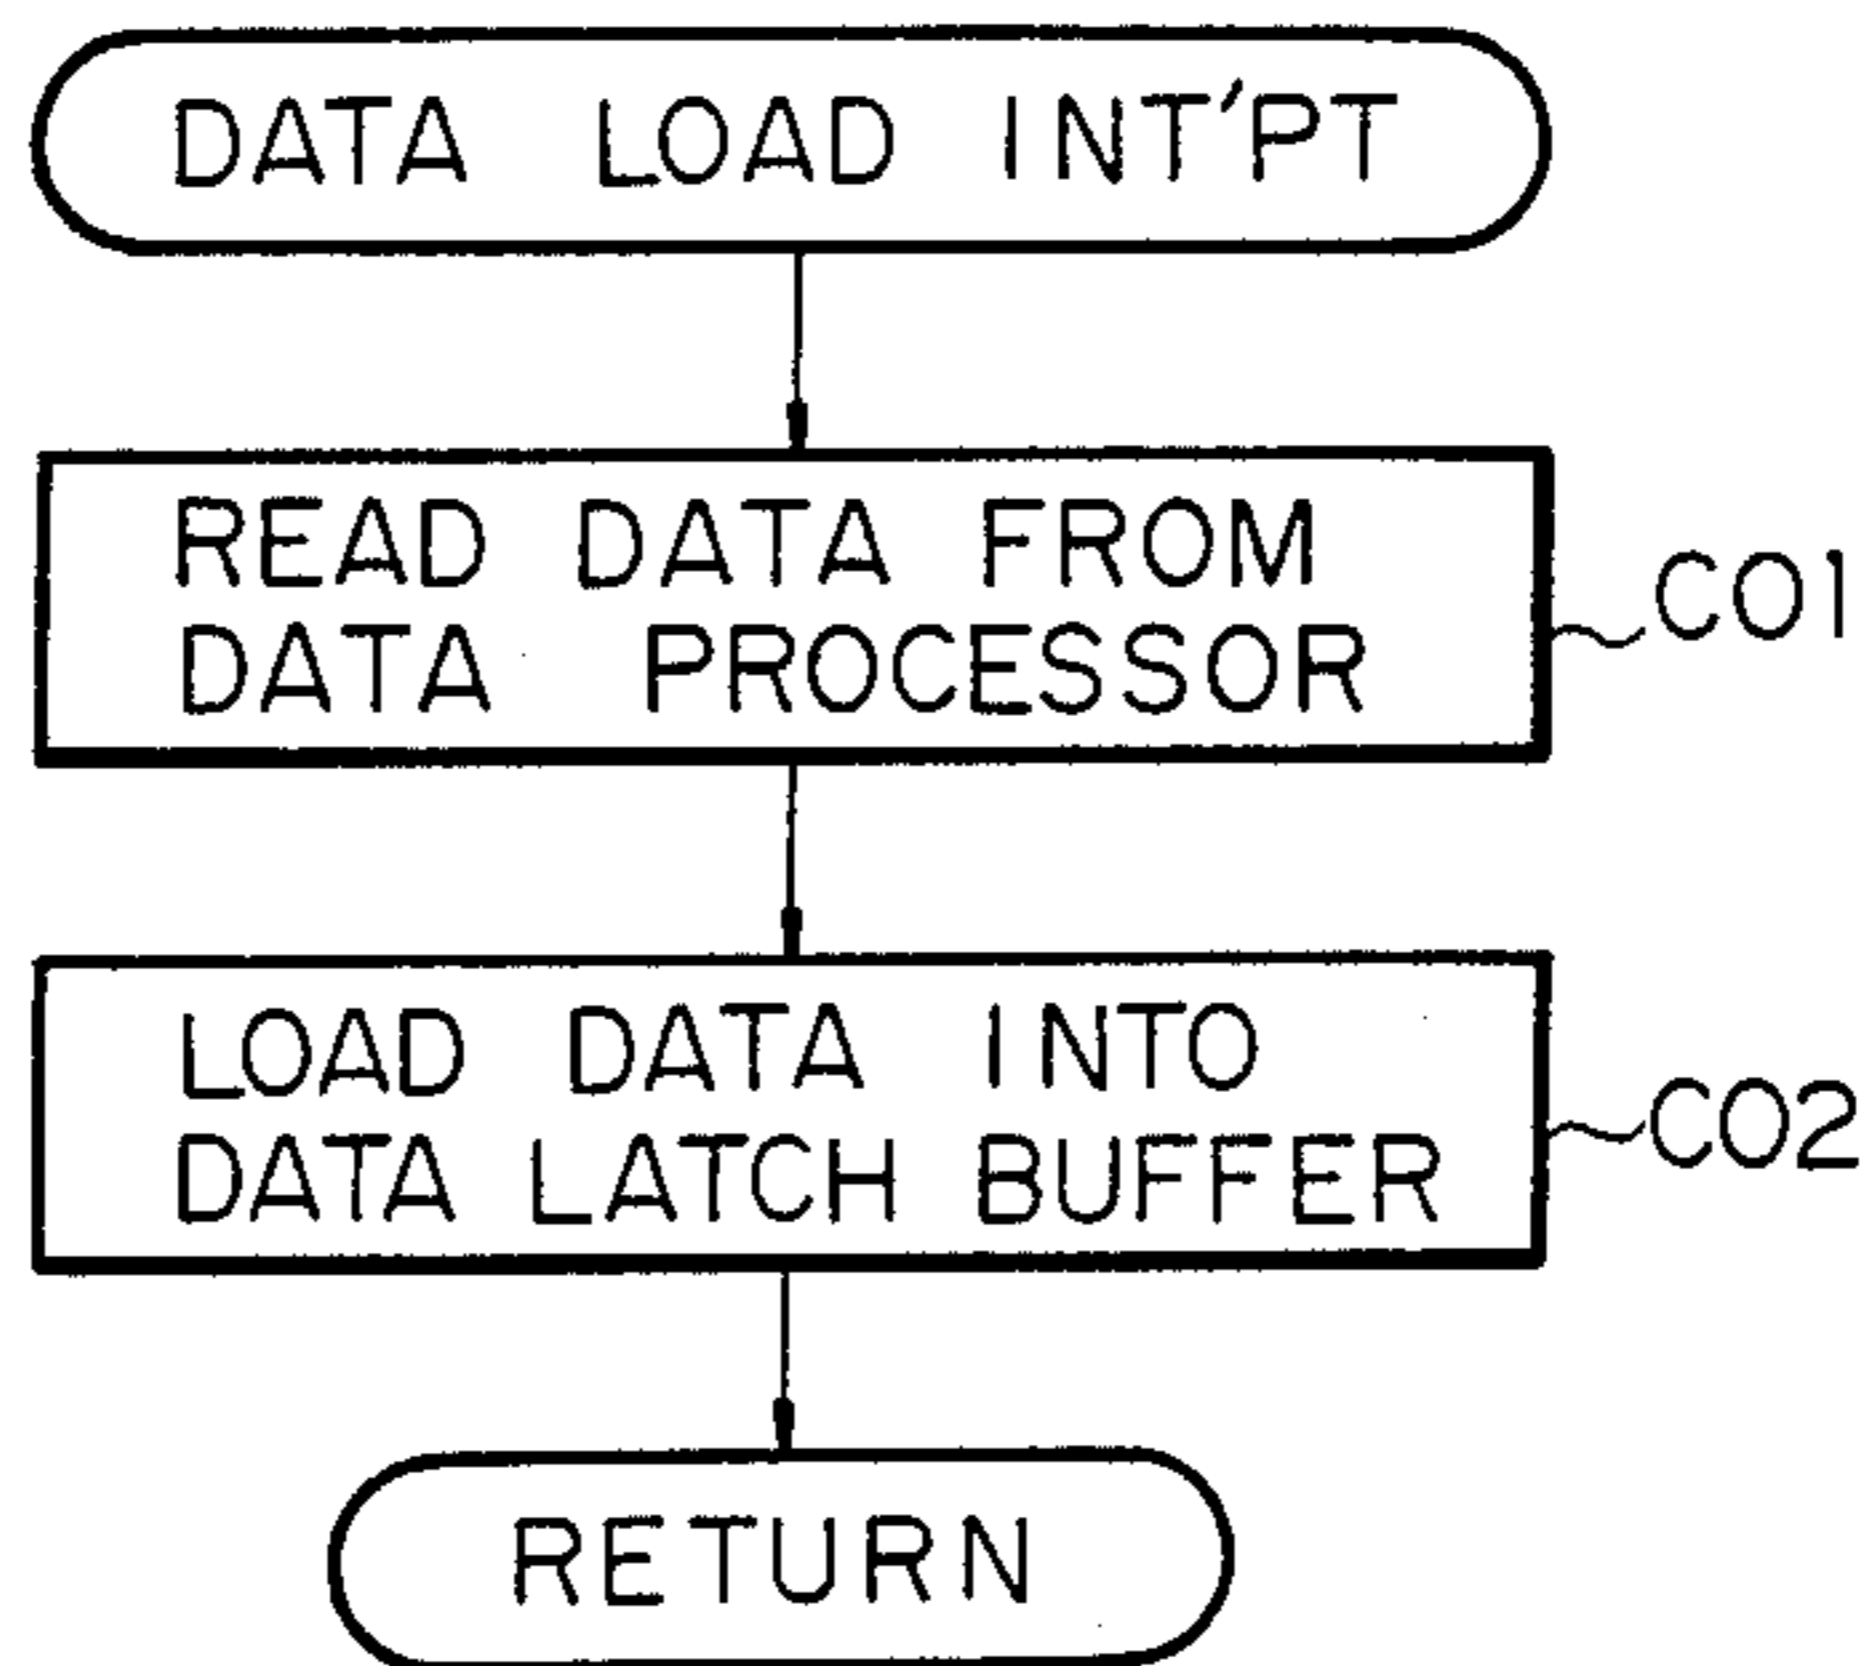 DATA LOAD INT'PT
READ DATA FROM
DATA PROCESSOR
C01
LOAD DATA INTO
DATA LATCH BUFFER
C02
RETURN